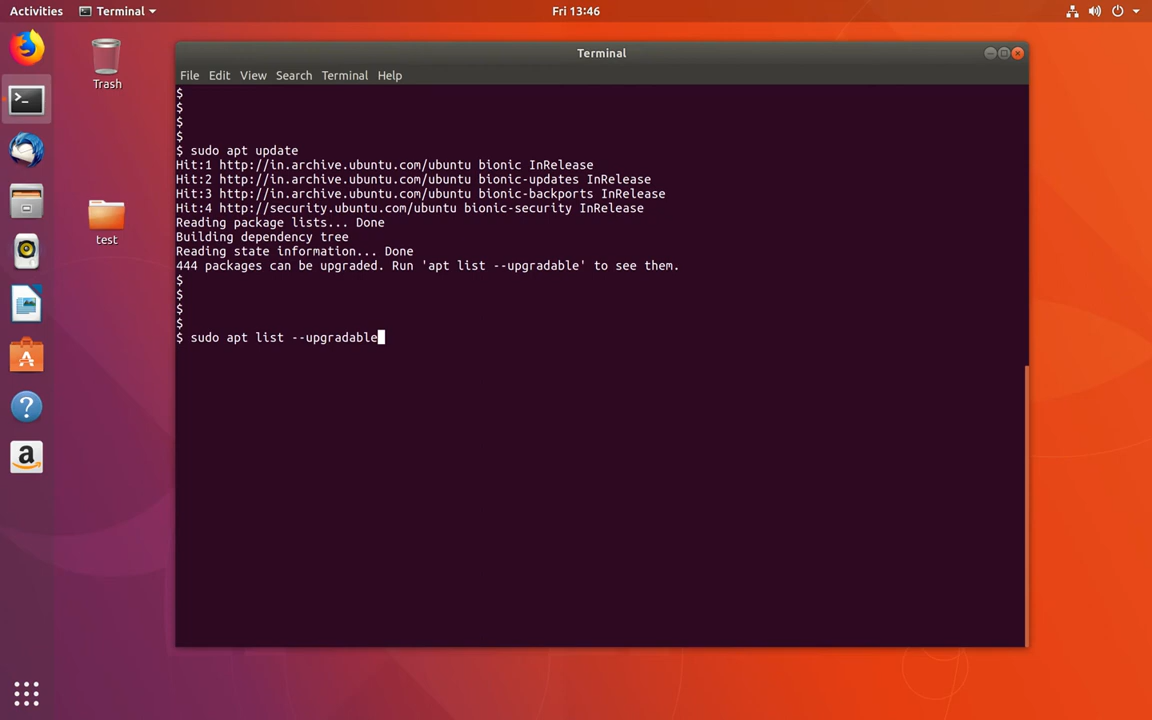 Activities Terminal Fri 13:46
Trash
Terminal
File Edit View Search Terminal Help
$
$
$
$
$ sudo apt update
Hit:1 http://in.archive.ubuntu.com/ubuntu bionic InRelease
Hit:2 http://in.archive.ubuntu.com/ubuntu bionic-updates InRelease
Hit:3 http://in.archive.ubuntu.com/ubuntu bionic-backports InRelease
Hit:4 http://security.ubuntu.com/ubuntu bionic-security InRelease
Reading package lists... Done
Building dependency tree
Reading state information... Done
444 packages can be upgraded. Run 'apt list --upgradable' to see them.
$
$
$
$
$ sudo apt list --upgradable
test